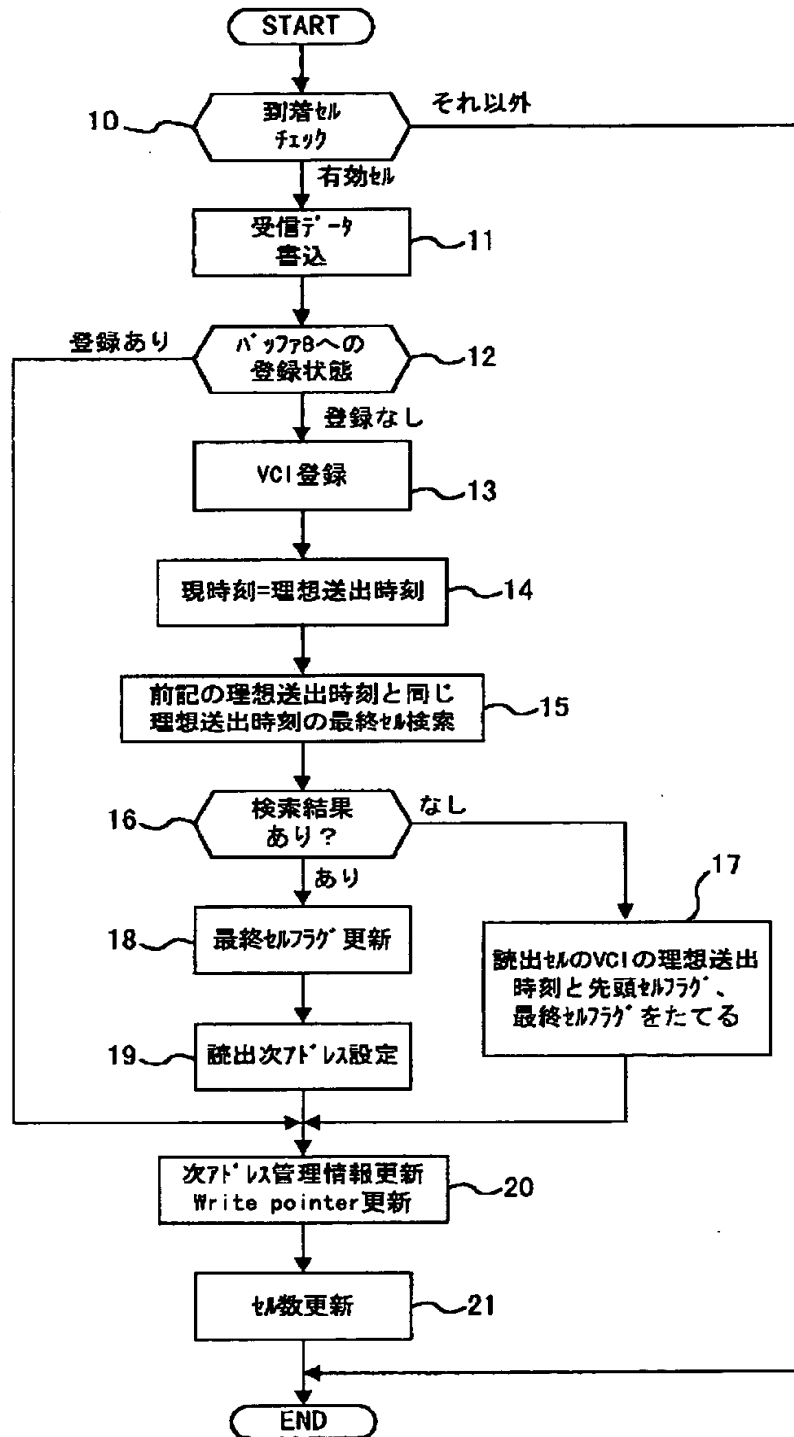 START
10
到着ｾﾙ
ﾁｪｯｸ
それ以外
有効ｾﾙ
受信ﾃﾞｰﾀ
書込
11
登録あり
ﾊﾞｯﾌｧBへの
登録状態
12
登録なし
VCI登録
13
現時刻=理想送出時刻
14
前記の理想送出時刻と同じ
理想送出時刻の最終ｾﾙ検索
15
16
検索結果
あり？
なし
あり
17
読出ｾﾙのVCIの理想送出
時刻と先頭ｾﾙﾌﾗｸﾞ、
最終ｾﾙﾌﾗｸﾞをたてる
18
最終ｾﾙﾌﾗｸﾞ更新
19
読出次ｱﾄﾞﾚｽ設定
次ｱﾄﾞﾚｽ管理情報更新
Write pointer更新
20
ｾﾙ数更新
21
END